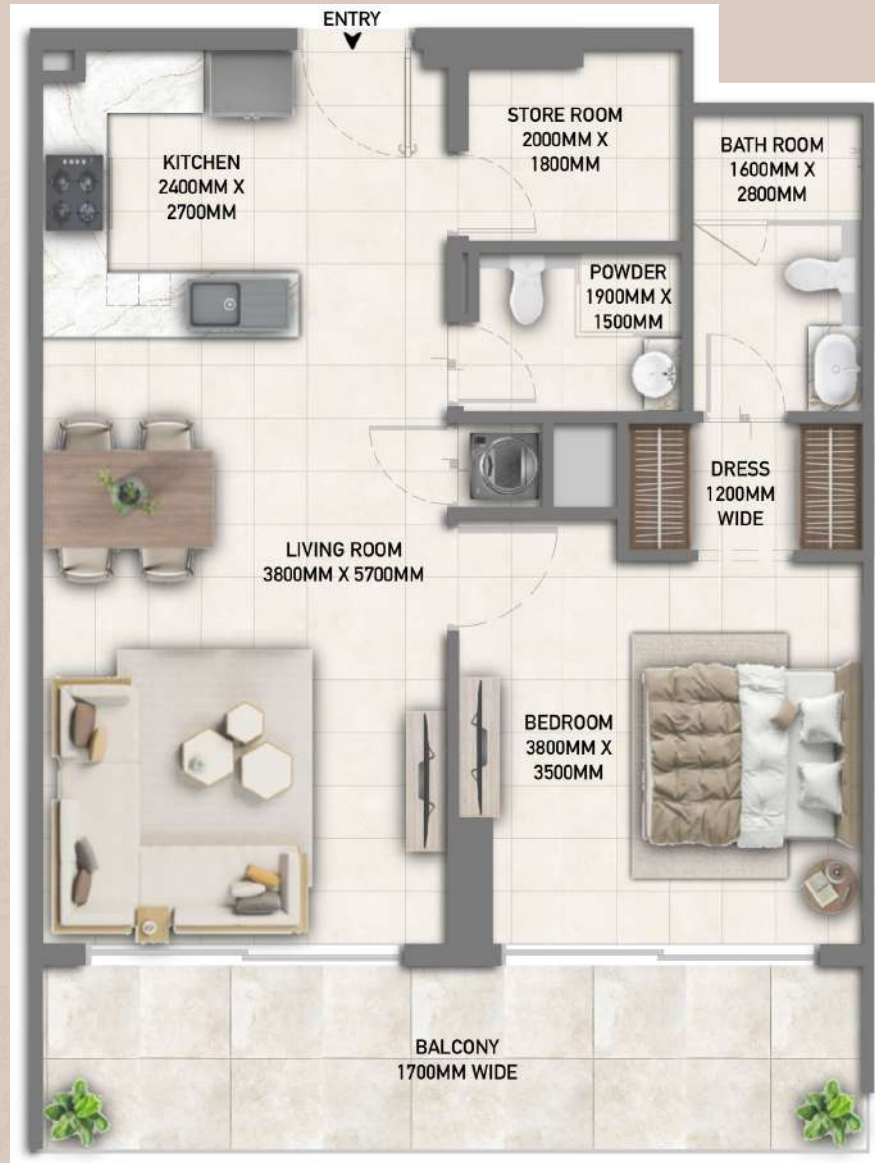 ENTRY
STORE ROOM
2000MM X
1800MM
KITCHEN
2400MM X
2700MM
BATH ROOM
1600MM X
2800MM
POWDER
1900MM X
1500MM
DRESS
1200MM
WIDE
LIVING ROOM
3800MM X 5700MM
BEDROOM
3800MM X
3500MM
BALCONY
1700MM WIDE